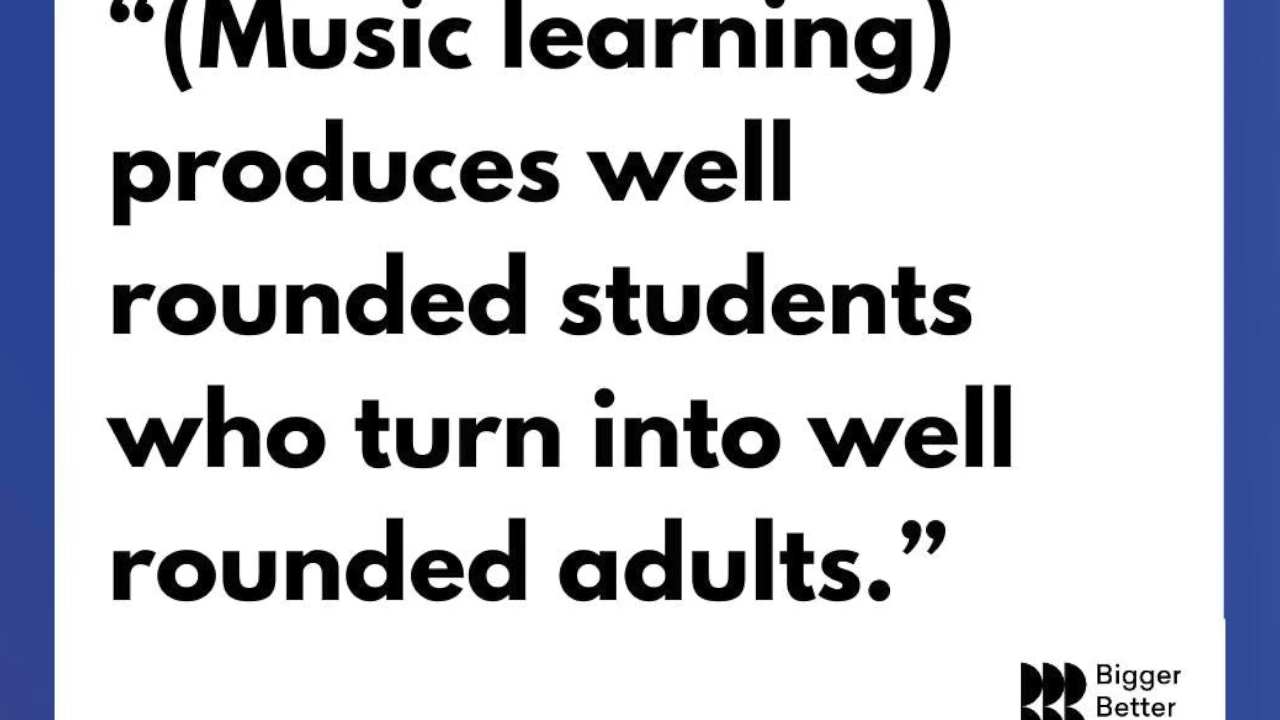 “(Music learning)
produces well
rounded students
who turn into well
rounded adults.”
Bigger
Better